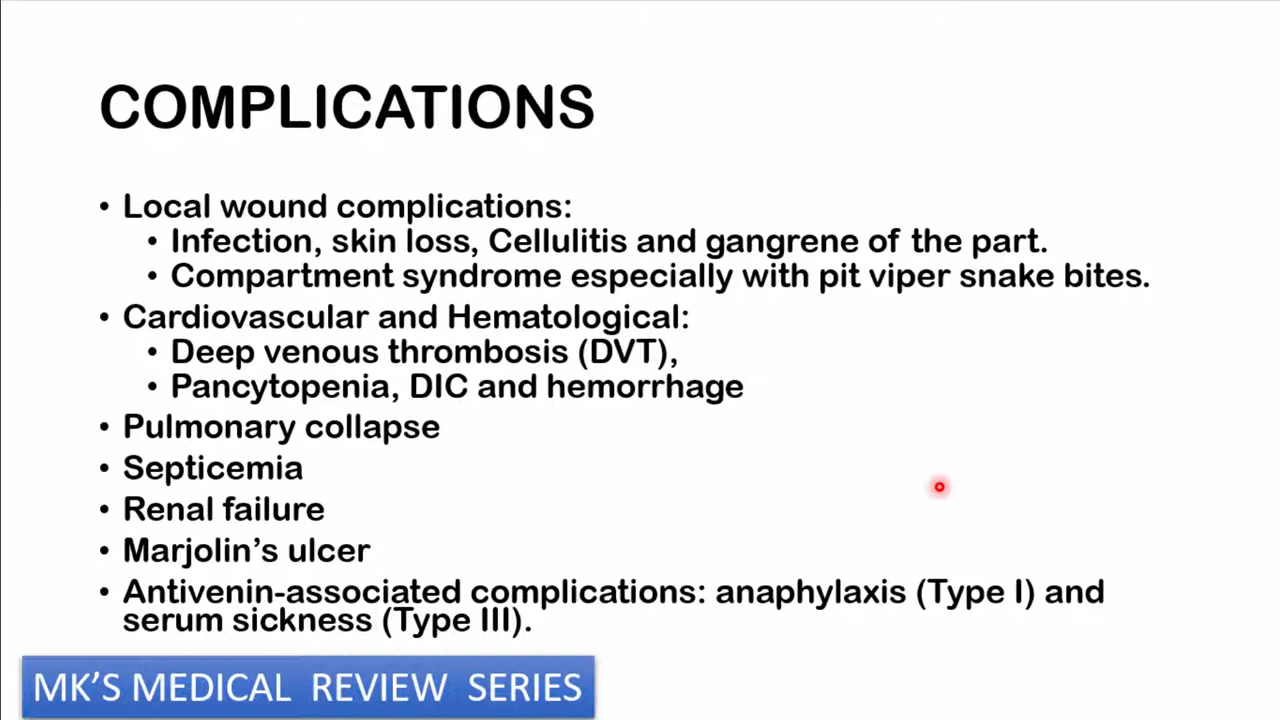 COMPLICATIONS
• Local wound complications:
• Infection, skin loss, Cellulitis and gangrene of the part.
• Compartment syndrome especially with pit viper snake bites.
• Cardiovascular and Hematological:
• Deep venous thrombosis (DVT),
• Pancytopenia, DIC and hemorrhage
• Pulmonary collapse
• Septicemia
• Renal failure
• Marjolin's ulcer
• Antivenin-associated complications: anaphylaxis (Type I) and
serum sickness (Type III).
MK'S MEDICAL REVIEW SERIES